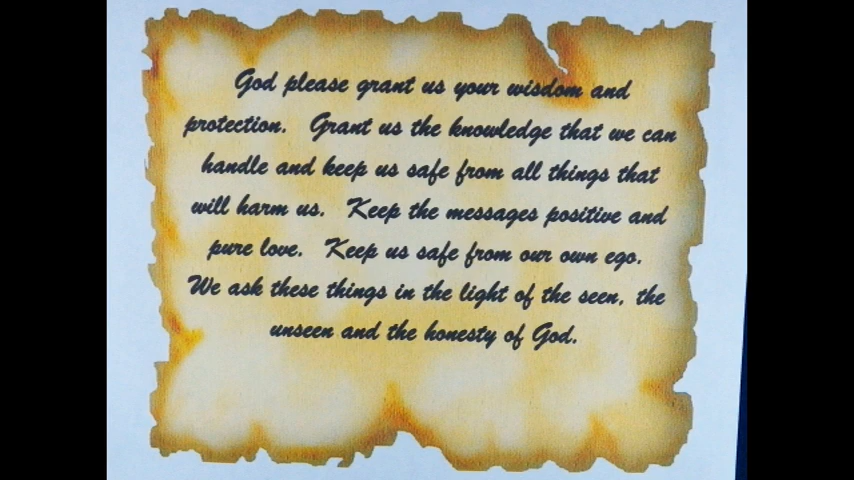 God please grant us your wisdom and
protection. Grant us the knowledge that we can
handle and keep us safe from all things that
will harm us. Keep the messages positive and
pure love. Keep us safe from our own ego.
We ask these things in the light of the seen, the
unseen and the honesty of God.